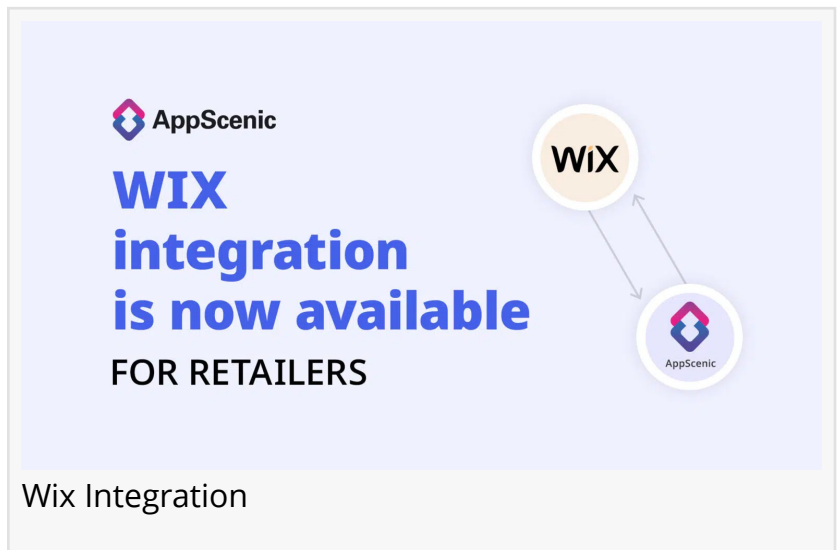 AppScenic
WIX
integration
is now available
FOR RETAILERS
WiX
AppScenic
Wix Integration